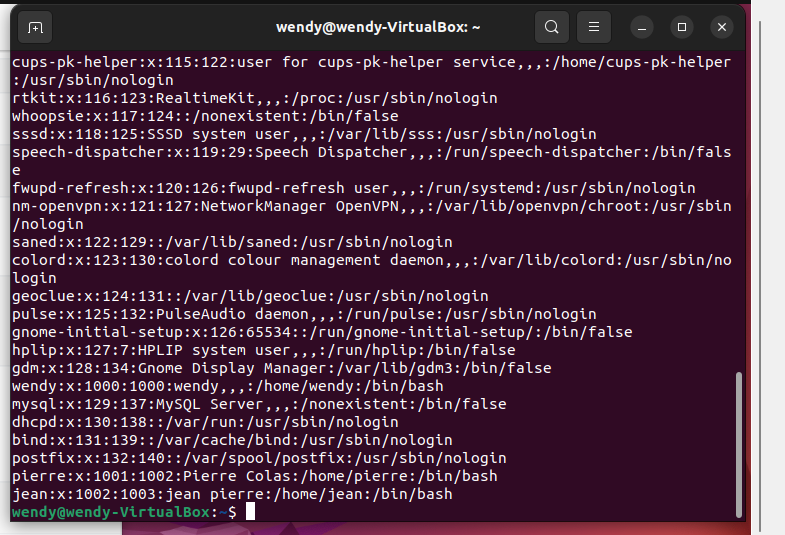 wendy@wendy-VirtualBox: ~
cups-pk-helper:x:115:122:user for cups-pk-helper service,,,:/home/cups-pk-helper
:/usr/sbin/nologin
rtkit:x:116:123:RealtimeKit,,,:/proc:/usr/sbin/nologin
whoopsie:x:117:124::/nonexistent:/bin/false
sssd:x:118:125:SSSD system user,,,:/var/lib/sss:/usr/sbin/nologin
speech-dispatcher:x:119:29:Speech Dispatcher,,,:/run/speech-dispatcher:/bin/fals
e
fwupd-refresh:x:120:126:fwupd-refresh user,,,:/run/systemd:/usr/sbin/nologin
nm-openvpn:x:121:127:NetworkManager OpenVPN,,,:/var/lib/openvpn/chroot:/usr/sbin
/nologin
saned:x:122:129::/var/lib/saned:/usr/sbin/nologin
colord:x:123:130:colord colour management daemon,,,:/var/lib/colord:/usr/sbin/no
login
geoclue:x:124:131::/var/lib/geoclue:/usr/sbin/nologin
pulse:x:125:132:PulseAudio daemon,,,:/run/pulse:/usr/sbin/nologin
gnome-initial-setup:x:126:65534::/run/gnome-initial-setup/:/bin/false
hplip:x:127:7:HPLIP system user,,,:/run/hplip:/bin/false
gdm:x:128:134:Gnome Display Manager:/var/lib/gdm3:/bin/false
wendy:x:1000:1000:wendy,,,:/home/wendy:/bin/bash
mysql:x:129:137:MySQL Server,,,:/nonexistent:/bin/false
dhcpd:x:130:138::/var/run:/usr/sbin/nologin
bind:x:131:139::/var/cache/bind:/usr/sbin/nologin
postfix:x:132:140::/var/spool/postfix:/usr/sbin/nologin
pierre:x:1001:1002:Pierre Colas:/home/pierre:/bin/bash
jean:x:1002:1003:jean pierre:/home/jean:/bin/bash
wendy@wendy-VirtualBox:~$